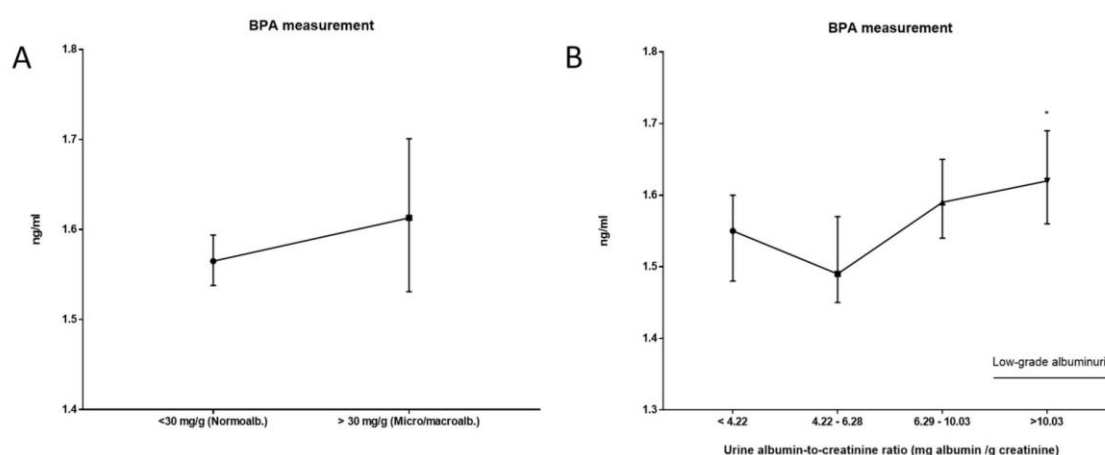 A
BPA measurement
1.8
1.7
1.6
1.5
1.4
ng/ml
<30 mg/g (Normoalb.)
> 30 mg/g (Micro/macroalb.)
B
BPA measurement
1.8
1.7
1.6
1.5
1.4
1.3
ng/ml
*
Low-grade albuminuri
< 4.22
4.22 - 6.28
6.29 - 10.03
>10.03
Urine albumin-to-creatinine ratio (mg albumin /g creatinine)